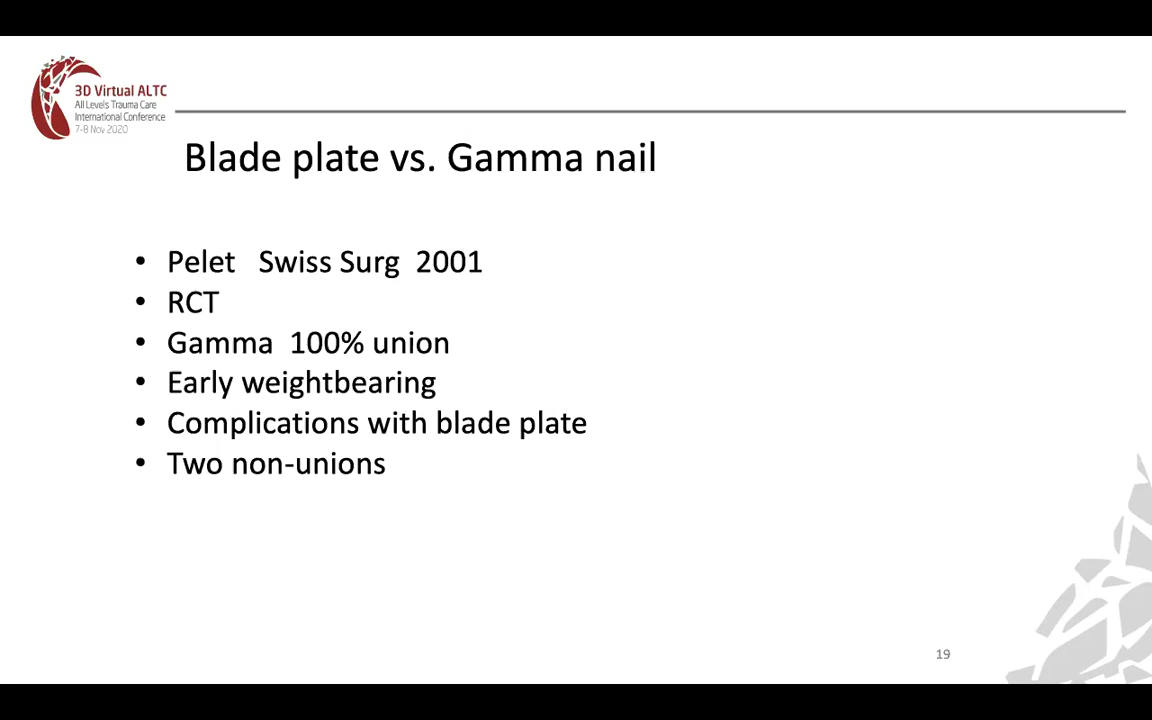 3D Virtual ALTC
All Levels Trauma Care
International Conference
7-8 Nov 2020
Blade plate vs. Gamma nail
• Pelet Swiss Surg 2001
• RCT
• Gamma 100% union
• Early weightbearing
• Complications with blade plate
• Two non-unions
19